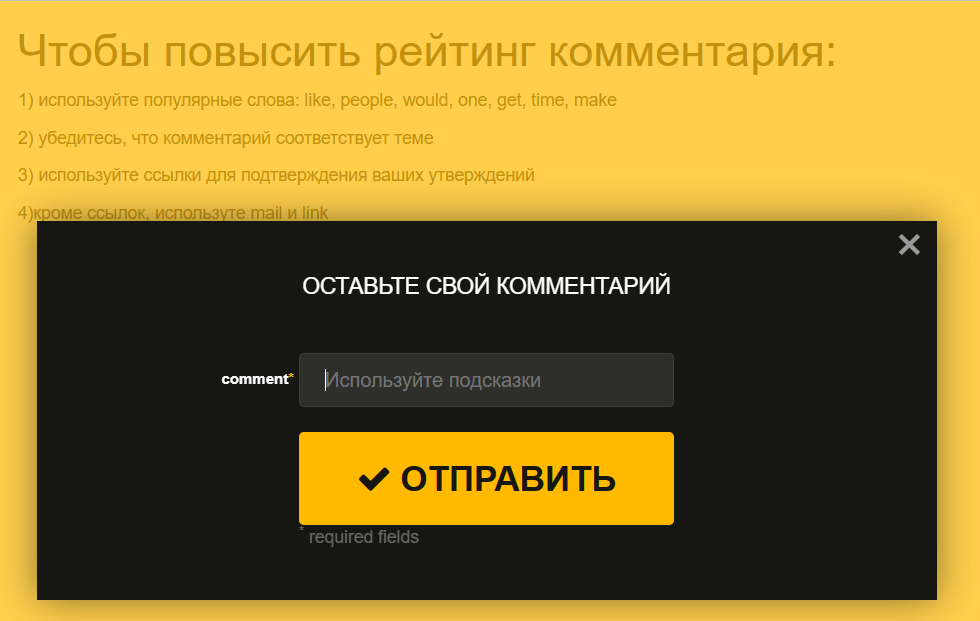 Чтобы повысить рейтинг комментария:
1) используйте популярные слова: like, people, would, one, get, time, make
2) убедитесь, что комментарий соответствует теме
3) используйте ссылки для подтверждения ваших утверждений
4)кроме ссылок, используте mail и link
ОСТАВЬТЕ СВОЙ КОММЕНТАРИЙ
comment* Используйте подсказки
ОТПРАВИТЬ
* required fields